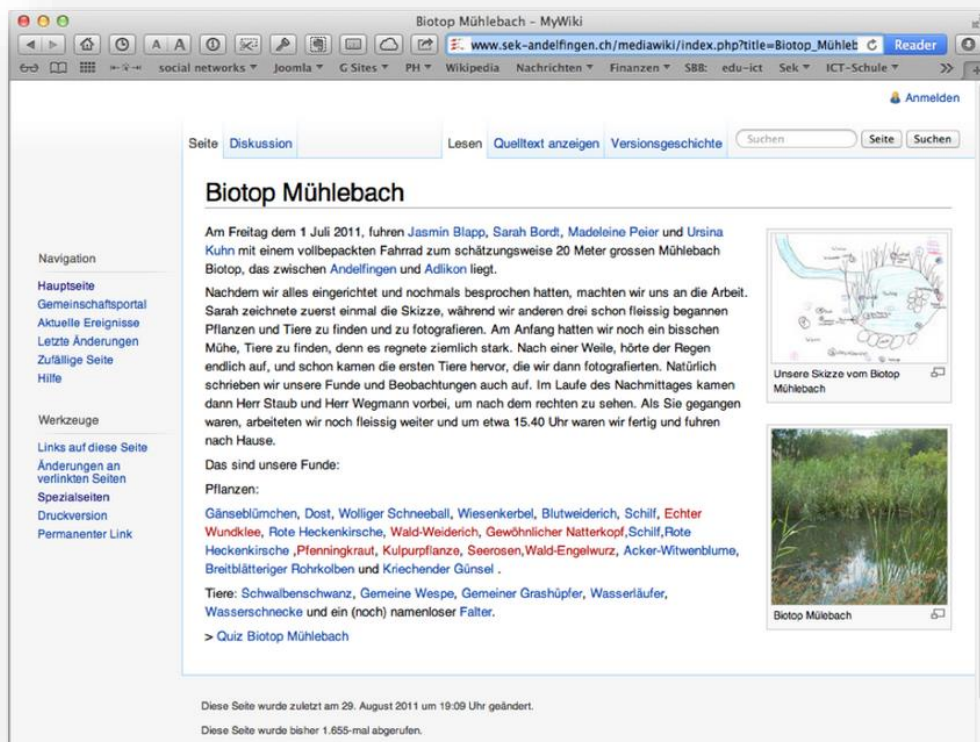 Biotop Mühlebach – MyWiki
A A
www.sek-andelfingen.ch/mediawiki/index.php?title=Biotop_Mühleb
Reader
social networks Joomla G Sites PH Wikipedia Nachrichten Finanzen SBB: edu-ict Sek ICT-Schule >>
Anmelden
Seite Diskussion Lesen Quelltext anzeigen Versionsgeschichte Suchen Seite Suchen
Biotop Mühlebach
Am Freitag dem 1 Juli 2011, fuhren Jasmin Blapp, Sarah Bordt, Madeleine Peier und Ursina
Kuhn mit einem vollbepackten Fahrrad zum schätzungsweise 20 Meter grossen Mühlebach
Biotop, das zwischen Andelfingen und Adlikon liegt.
Nachdem wir alles eingerichtet und nochmals besprochen hatten, machten wir uns an die Arbeit.
Sarah zeichnete zuerst einmal die Skizze, während wir anderen drei schon fleissig begannen
Pflanzen und Tiere zu finden und zu fotografieren. Am Anfang hatten wir noch ein bisschen
Mühe, Tiere zu finden, denn es regnete ziemlich stark. Nach einer Weile, hörte der Regen
endlich auf, und schon kamen die ersten Tiere hervor, die wir dann fotografierten. Natürlich
schrieben wir unsere Funde und Beobachtungen auch auf. Im Laufe des Nachmittages kamen
dann Herr Staub und Herr Wegmann vorbei, um nach dem rechten zu sehen. Als Sie gegangen
waren, arbeiteten wir noch fleissig weiter und um etwa 15.40 Uhr waren wir fertig und fuhren
nach Hause.
Das sind unsere Funde:
Pflanzen:
Gänseblümchen, Dost, Wolliger Schneeball, Wiesenkerbel, Blutweiderich, Schilf, Echter
Wundklee, Rote Heckenkirsche, Wald-Weiderich, Gewöhnlicher Natterkopf,Schilf,Rote
Heckenkirsche ,Pfenningkraut, Kulpurpflanze, Seerosen,Wald-Engelwurz, Acker-Witwenblume,
Breitblätteriger Rohrkolben und Kriechender Günsel .
Tiere: Schwalbenschwanz, Gemeine Wespe, Gemeiner Grashüpfer, Wasserläufer,
Wasserschnecke und ein (noch) namenloser Falter.
> Quiz Biotop Mühlebach
Unsere Skizze vom Biotop
Mühlebach
Biotop Mülebach
Navigation
Hauptseite
Gemeinschaftsportal
Aktuelle Ereignisse
Letzte Änderungen
Zufällige Seite
Hilfe
Werkzeuge
Links auf diese Seite
Änderungen an
verlinkten Seiten
Spezialseiten
Druckversion
Permanenter Link
Diese Seite wurde zuletzt am 29. August 2011 um 19:09 Uhr geändert.
Diese Seite wurde bisher 1.655-mal abgerufen.